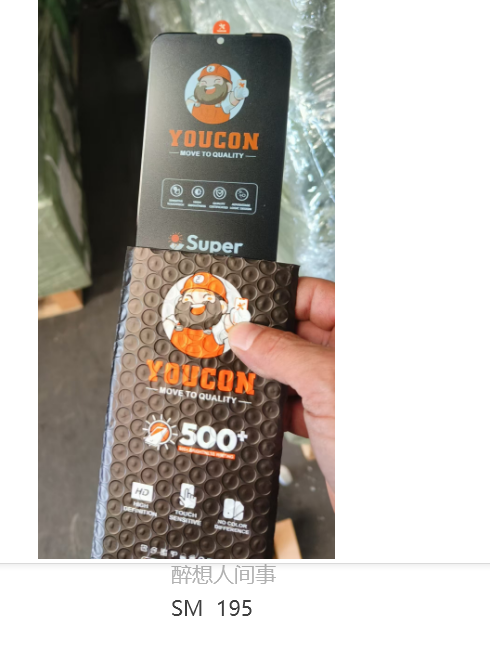 YOUCON
MOVE TO QUALITY
Super
YOUCON
MOVE TO QUALITY
500+
HD
HIGH DEFINITION
TOUCH SENSITIVE
NO COLOR DIFFERENCE
醉想人间事
SM 195